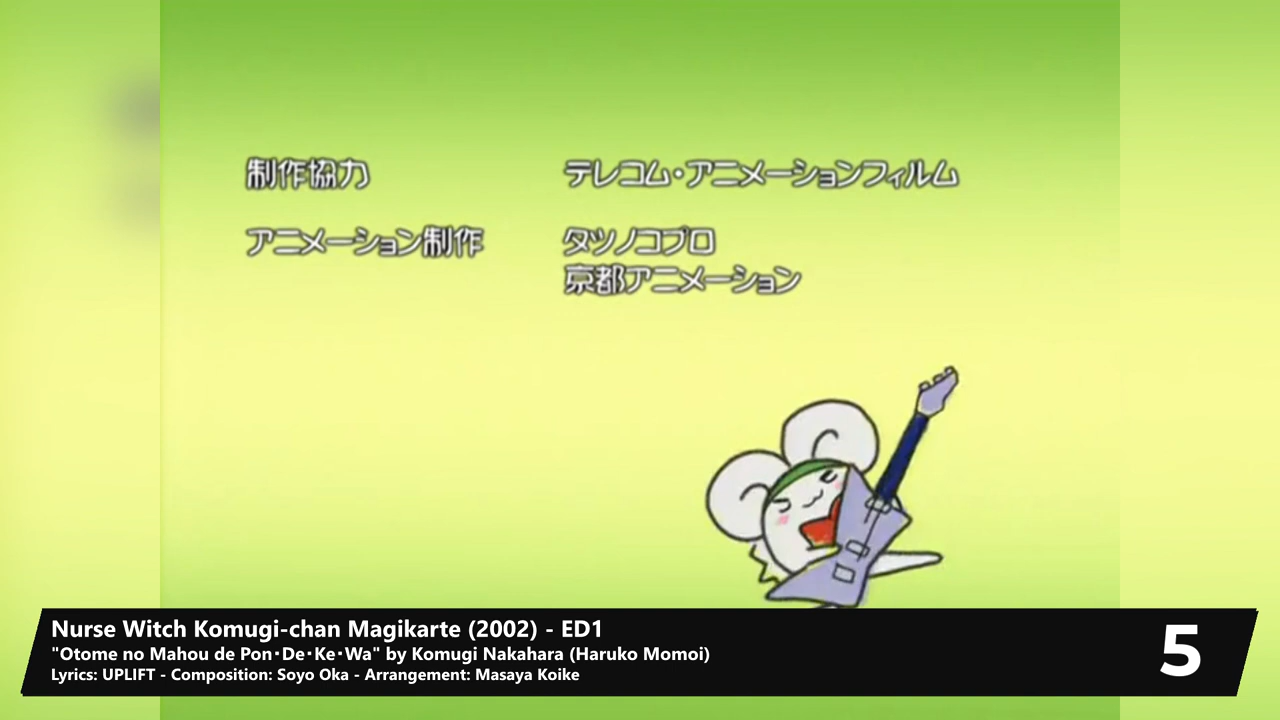 制作協力 テレコム・アニメーションフィルム
アニメーション制作 タツノコプロ
京都アニメーション
Nurse Witch Komugi-chan Magikarte (2002) - ED1
"Otome no Mahou de Pon･De･Ke･Wa" by Komugi Nakahara (Haruko Momoi)
Lyrics: UPLIFT - Composition: Soyo Oka - Arrangement: Masaya Koike
5